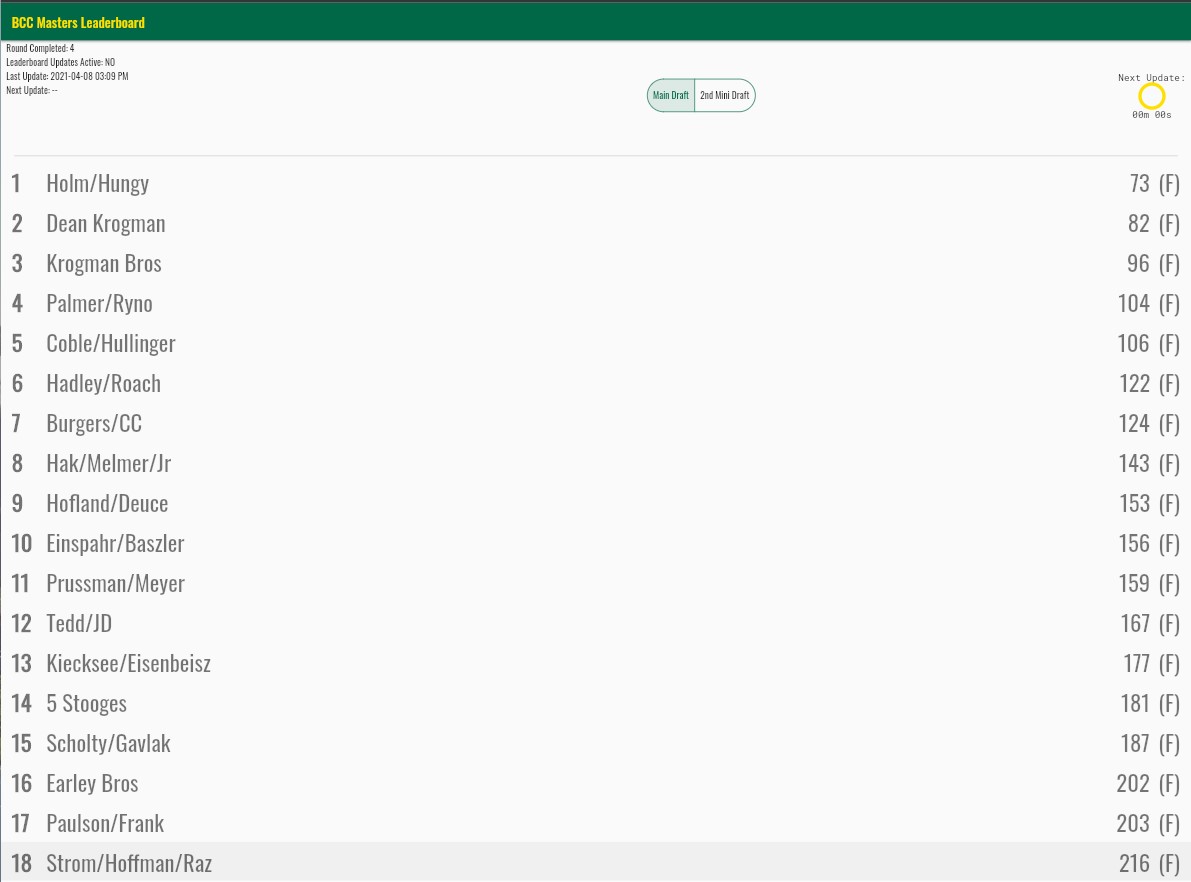 BCC Masters Leaderboard
Round Completed: 4
Leaderboard Updates Active: NO
Last Update: 2021-04-08 03:09 PM
Next Update: --
Main Draft 2nd Mini Draft
Next Update:
00m 00s
1 Holm/Hungy 73 (F)
2 Dean Krogman 82 (F)
3 Krogman Bros 96 (F)
4 Palmer/Ryno 104 (F)
5 Coble/Hullinger 106 (F)
6 Hadley/Roach 122 (F)
7 Burgers/CC 124 (F)
8 Hak/Melmer/Jr 143 (F)
9 Hofland/Deuce 153 (F)
10 Einspahr/Baszler 156 (F)
11 Prussman/Meyer 159 (F)
12 Tedd/JD 167 (F)
13 Kiecksee/Eisenbeisz 177 (F)
14 5 Stooges 181 (F)
15 Scholty/Gavlak 187 (F)
16 Earley Bros 202 (F)
17 Paulson/Frank 203 (F)
18 Strom/Hoffman/Raz 216 (F)